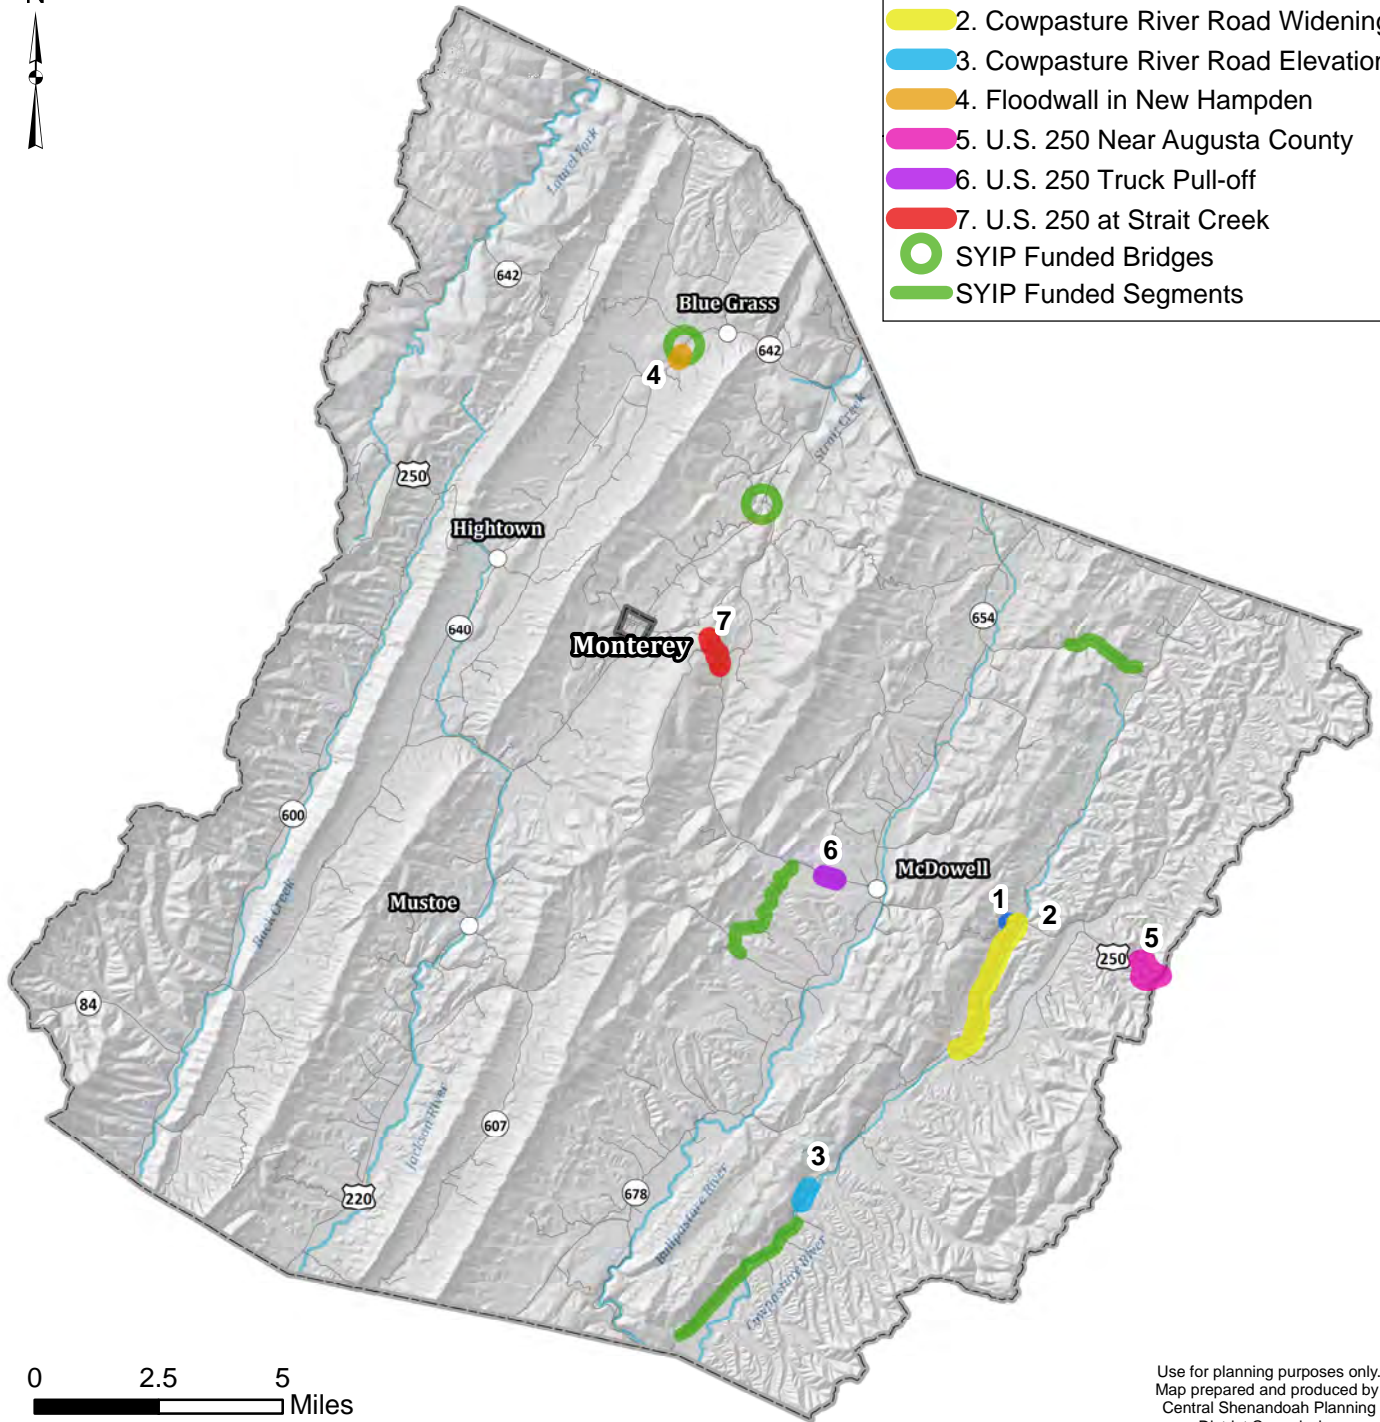 N
2. Cowpasture River Road Widening
3. Cowpasture River Road Elevation
4. Floodwall in New Hampden
5. U.S. 250 Near Augusta County
6. U.S. 250 Truck Pull-off
7. U.S. 250 at Strait Creek
SYIP Funded Bridges
SYIP Funded Segments
Laurel Fork
642
Blue Grass
642
4
Strait Creek
250
Hightown
654
640
7
Monterey
600
6
McDowell
Mustoe
1
2
5
250
Back Creek
84
Jackson River
607
3
678
220
Bullpasture River
Cowpasture River
0 2.5 5
Miles
Use for planning purposes only.
Map prepared and produced by
Central Shenandoah Planning